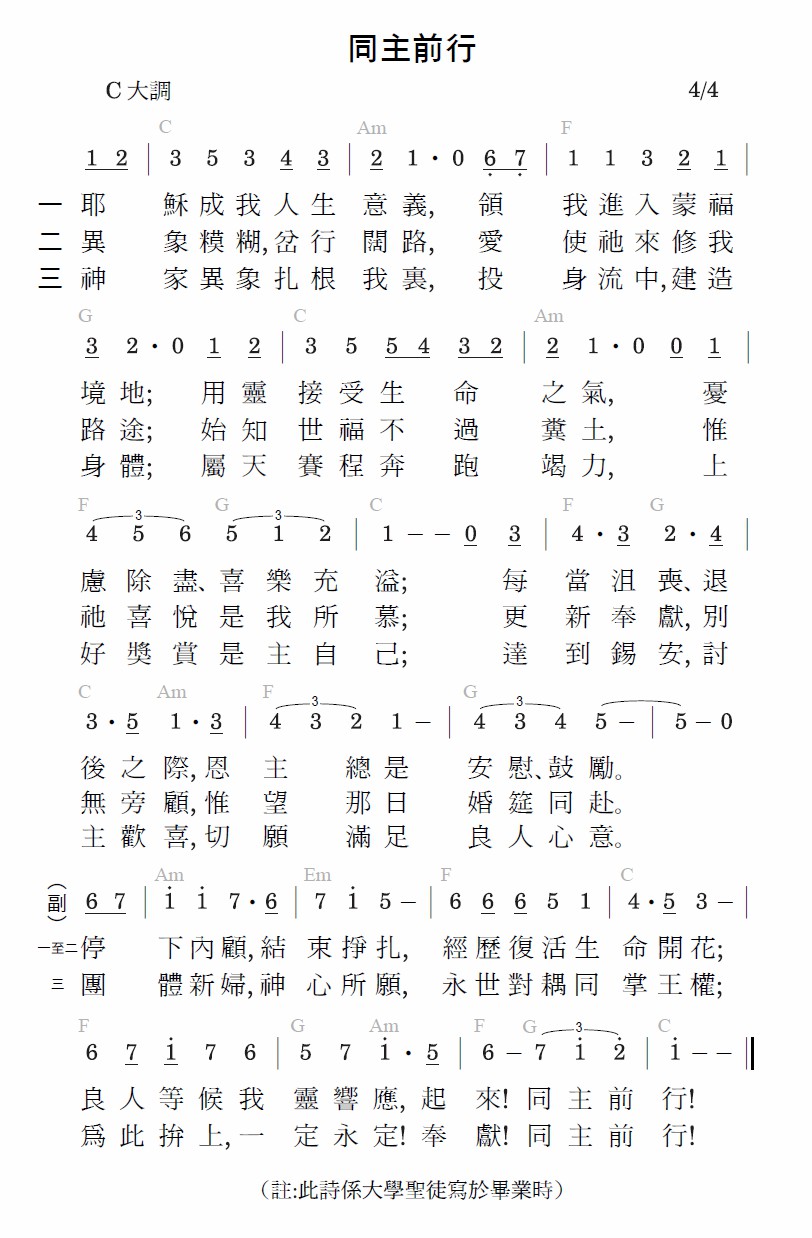 同主前行
C 大調 4/4
C Am F
1 2 | 3 5 3 4 3 | 2 1 • 0 6 7 | 1 1 3 2 1 |
一 耶 穌成我人生 意義, 領 我進入蒙福
二 異 象糢糊,岔行 闊路, 愛 使祂來修我
三 神 家異象扎根 我裏, 投 身流中,建造
G C Am
3 2 • 0 1 2 | 3 5 5 4 3 2 | 2 1 • 0 0 1 |
境地; 用靈 接受生命 之氣, 憂
路途; 始知 世福不過 糞土, 惟
身體; 屬天 賽程奔跑 竭力, 上
F G C F G
3 3
4 5 6 5 1 2 | 1 – – 0 3 | 4 • 3 2 • 4 |
慮除盡、喜樂充 溢; 每 當沮喪、退
祂喜悅是我所 慕; 更 新奉獻,別
好獎賞是主自 己; 達 到錫安,討
C Am F G
3 3
3 • 5 1 • 3 | 4 3 2 1 – | 4 3 4 5 – | 5 – 0
後之際,恩 主總是 安慰、鼓勵。
無旁顧,惟 望那日 婚筵同赴。
主歡喜,切 願滿足 良人心意。
Am Em F C
（副） 6 7 | 1 1 7 • 6 | 7 1 5 – | 6 6 6 5 1 | 4 • 5 3 – |
一至二 停 下內顧,結 束掙扎, 經歷復活生 命開花;
三 團 體新婦,神 心所願, 永世對耦同 掌王權;
F G Am F G C
3
6 7 1 7 6 | 5 7 1 • 5 | 6 – 7 1 2 | 1 – – ‖
良人等候我 靈響應,起 來!同主前 行!
爲此拚上,一 定永定!奉 獻!同主前 行!
（註:此詩係大學聖徒寫於畢業時）